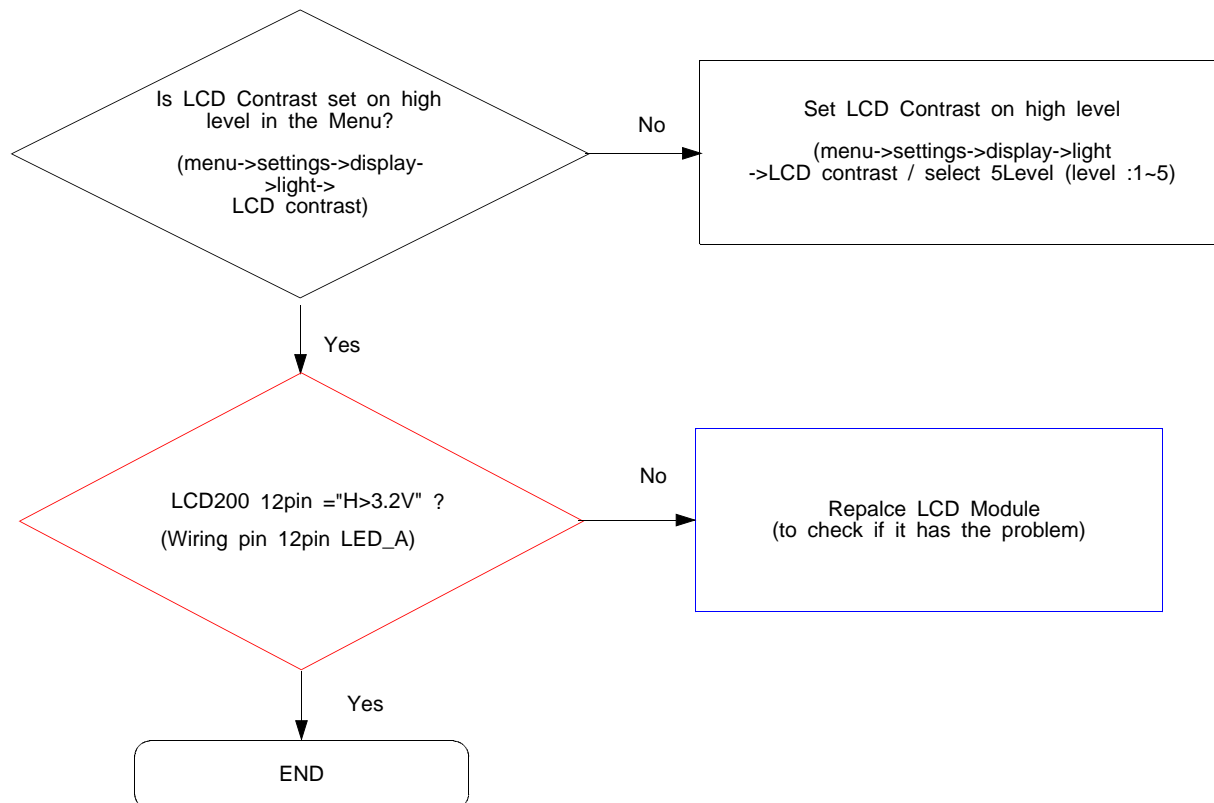 Is LCD Contrast set on high
level in the Menu?
(menu->settings->display-
>light->
LCD contrast)
No
Set LCD Contrast on high level
(menu->settings->display->light
->LCD contrast / select 5Level (level :1~5)
Yes
LCD200 12pin ="H>3.2V" ?
(Wiring pin 12pin LED_A)
No
Repalce LCD Module
(to check if it has the problem)
Yes
END